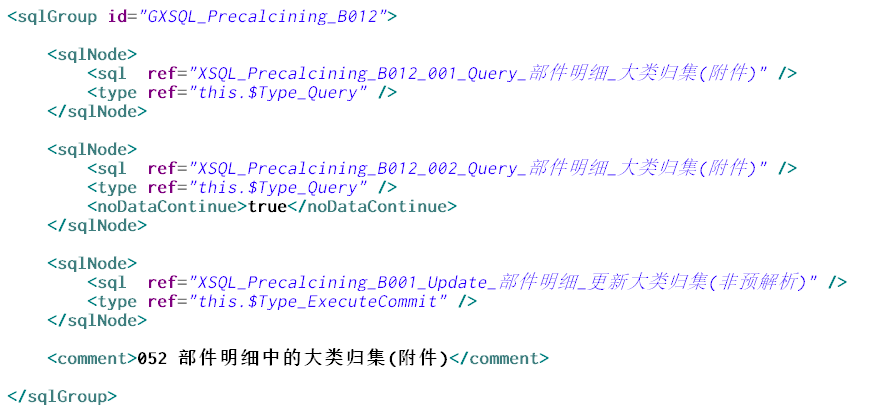 <sqlGroup id="GXSQL_Precalcining_B012">
<sqlNode>
<sql  ref="XSQL_Precalcining_B012_001_Query_部件明细_大类归集(附件)" />
<type ref="this.$Type_Query" />
</sqlNode>
<sqlNode>
<sql  ref="XSQL_Precalcining_B012_002_Query_部件明细_大类归集(附件)" />
<type ref="this.$Type_Query" />
<noDataContinue>true</noDataContinue>
</sqlNode>
<sqlNode>
<sql  ref="XSQL_Precalcining_B001_Update_部件明细_更新大类归集(非预解析)" />
<type ref="this.$Type_ExecuteCommit" />
</sqlNode>
<comment>052 部件明细中的大类归集(附件)</comment>
</sqlGroup>